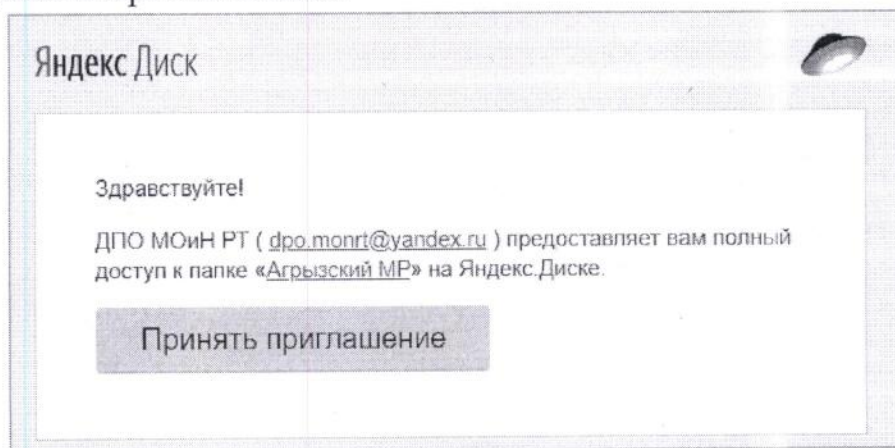 Яндекс Диск
Здравствуйте!
ДПО МОиН РТ ( dpo.monrt@yandex.ru ) предоставляет вам полный
доступ к папке «Агрызский МР» на Яндекс.Диске.
Принять приглашение